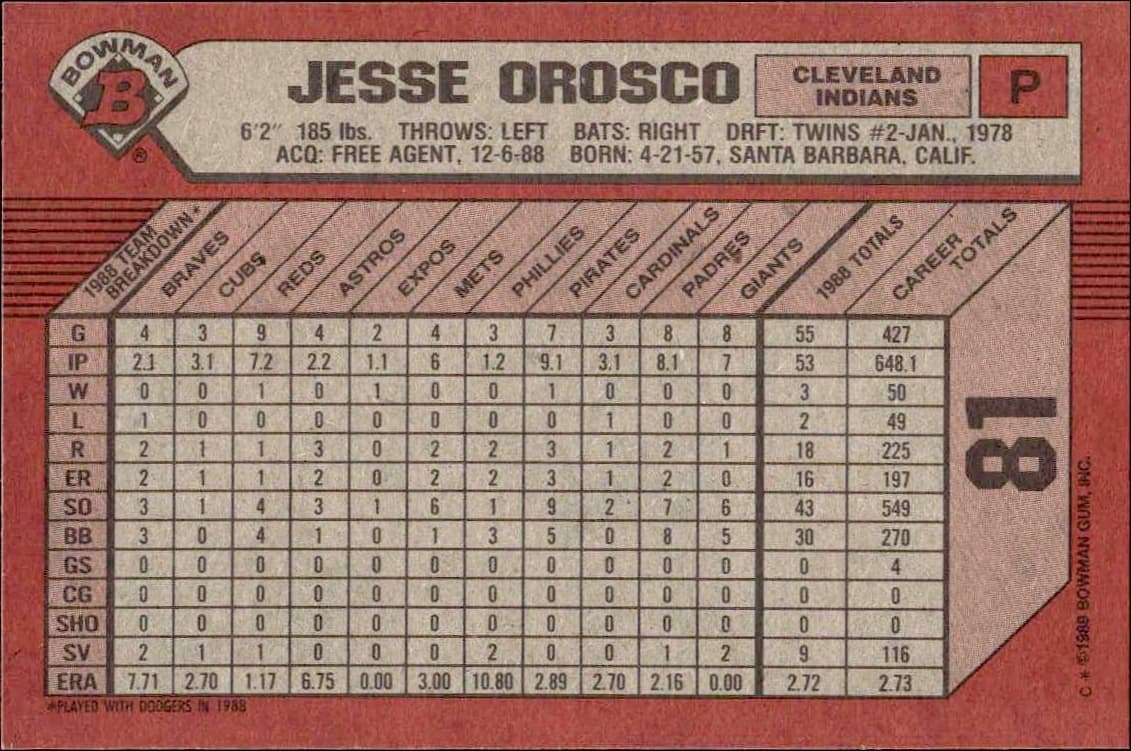 BOWMAN
B
®
JESSE OROSCO
CLEVELAND
INDIANS
P
6'2" 185 lbs. THROWS: LEFT BATS: RIGHT DRFT: TWINS #2-JAN., 1978
ACQ: FREE AGENT, 12-6-88 BORN: 4-21-57, SANTA BARBARA, CALIF.
1988 TEAM BREAKDOWN* BRAVES CUBS REDS ASTROS EXPOS METS PHILLIES PIRATES CARDINALS PADRES GIANTS 1988 TOTALS CAREER TOTALS
G 4 3 9 4 2 4 3 7 3 8 8 55 427
IP 2.1 3.1 7.2 2.2 1.1 6 1.2 9.1 3.1 8.1 7 53 648.1
W 0 0 1 0 1 0 0 1 0 0 0 3 50
L 1 0 0 0 0 0 0 0 1 0 0 2 49
R 2 1 1 3 0 2 2 3 1 2 1 18 225
ER 2 1 1 2 0 2 2 3 1 2 0 16 197
SO 3 1 4 3 1 6 1 9 2 7 6 43 549
BB 3 0 4 1 0 1 3 5 0 8 5 30 270
GS 0 0 0 0 0 0 0 0 0 0 0 0 4
CG 0 0 0 0 0 0 0 0 0 0 0 0 0
SHO 0 0 0 0 0 0 0 0 0 0 0 0 0
SV 2 1 1 0 0 0 2 0 0 1 2 9 116
ERA 7.71 2.70 1.17 6.75 0.00 3.00 10.80 2.89 2.70 2.16 0.00 2.72 2.73
*PLAYED WITH DODGERS IN 1988
81
C * ©1989 BOWMAN GUM, INC.